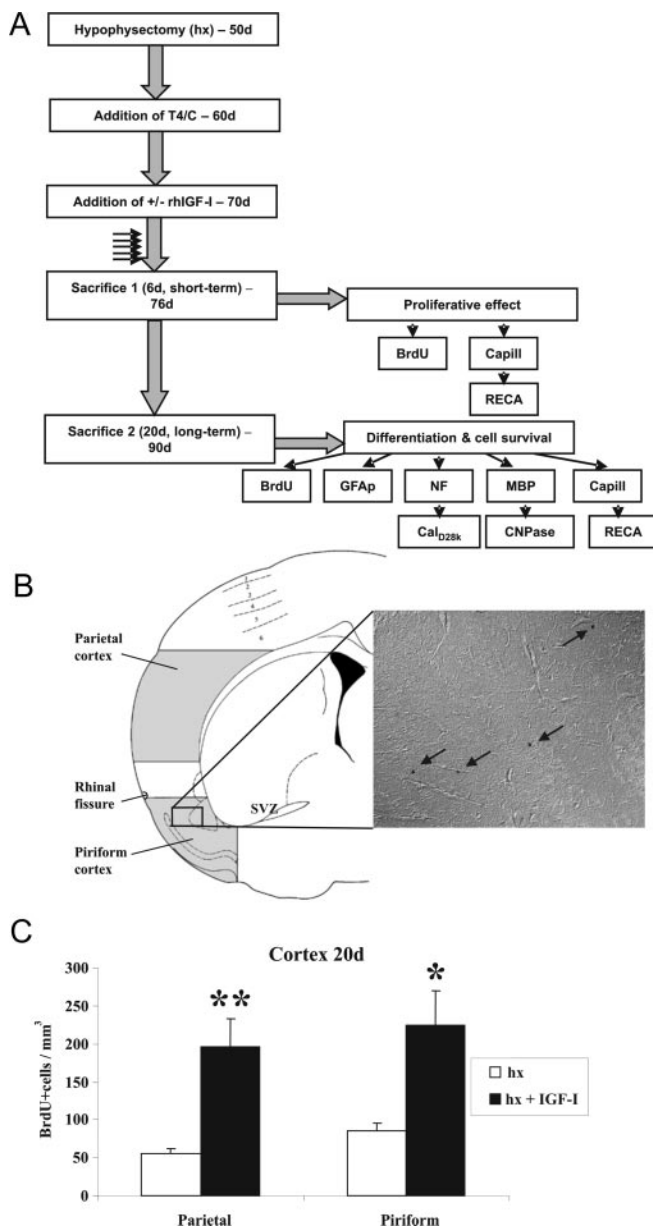 A
Hypophysectomy (hx) – 50d
Addition of T4/C – 60d
Addition of +/- rhIGF-I – 70d
Sacrifice 1 (6d, short-term) –
76d
Proliferative effect
BrdU
Capill
RECA
Sacrifice 2 (20d, long-term) –
90d
Differentiation & cell survival
BrdU
GFAp
NF
MBP
Capill
CalD28k
CNPase
RECA
B
1
2
3
4
5
6
Parietal
cortex
Rhinal
fissure
SVZ
Piriform
cortex
C
Cortex 20d
BrdU+cells / mm³
300
250
200
150
100
50
0
**
*
hx
hx + IGF-I
Parietal
Piriform